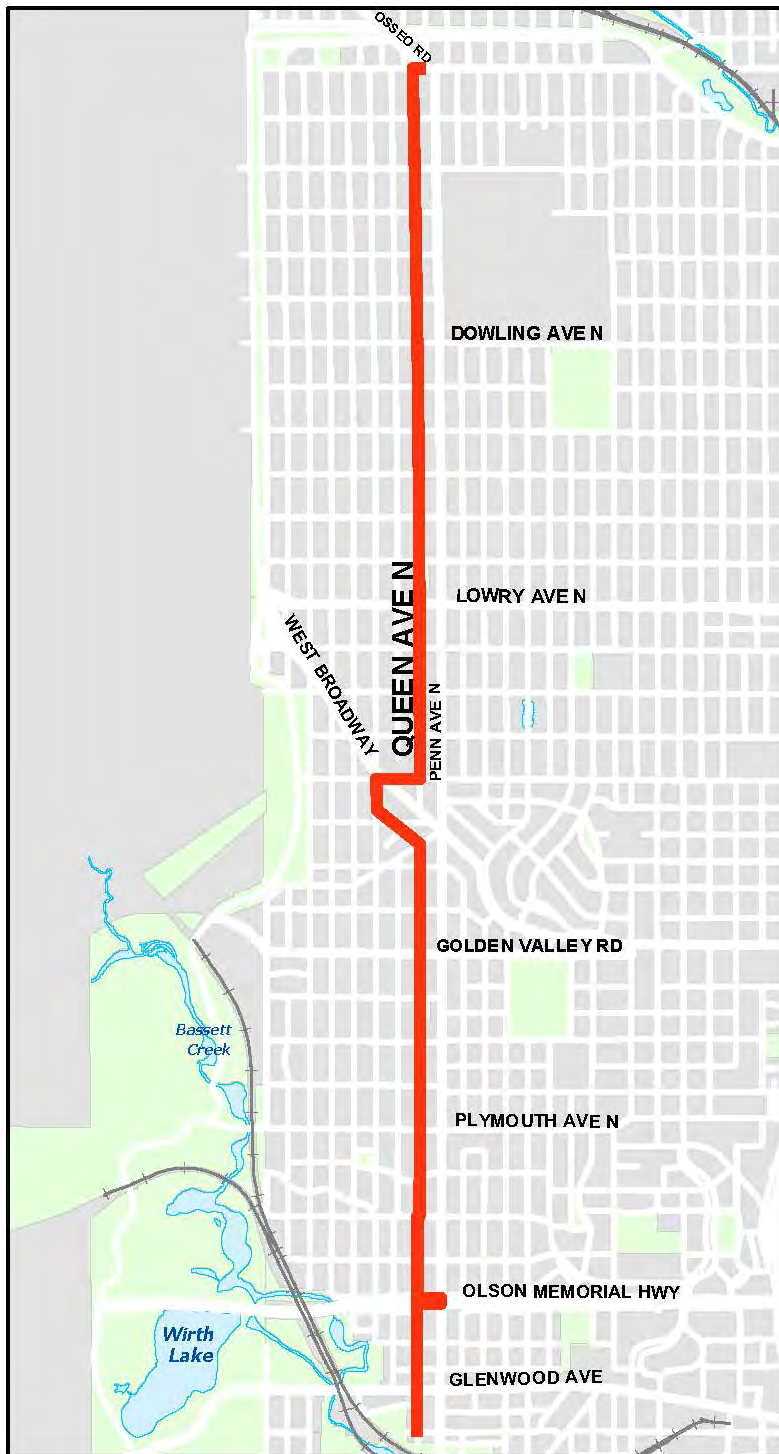 OSSEO RD
DOWLING AVE N
LOWRY AVE N
QUEEN AVE N
WEST BROADWAY
PENN AVE N
GOLDEN VALLEY RD
Bassett
Creek
PLYMOUTH AVE N
OLSON MEMORIAL HWY
Wirth
Lake
GLENWOOD AVE